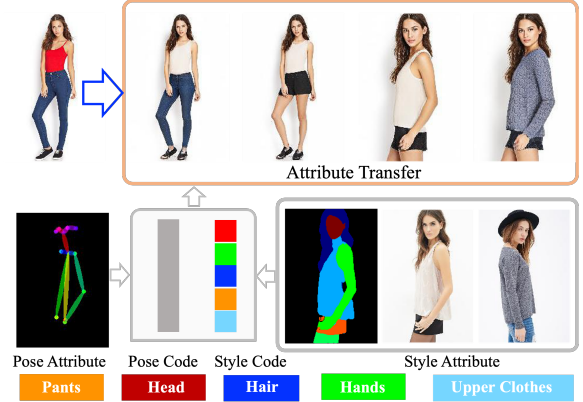 Attribute Transfer
Pose Attribute Pose Code Style Code Style Attribute
Pants Head Hair Hands Upper Clothes